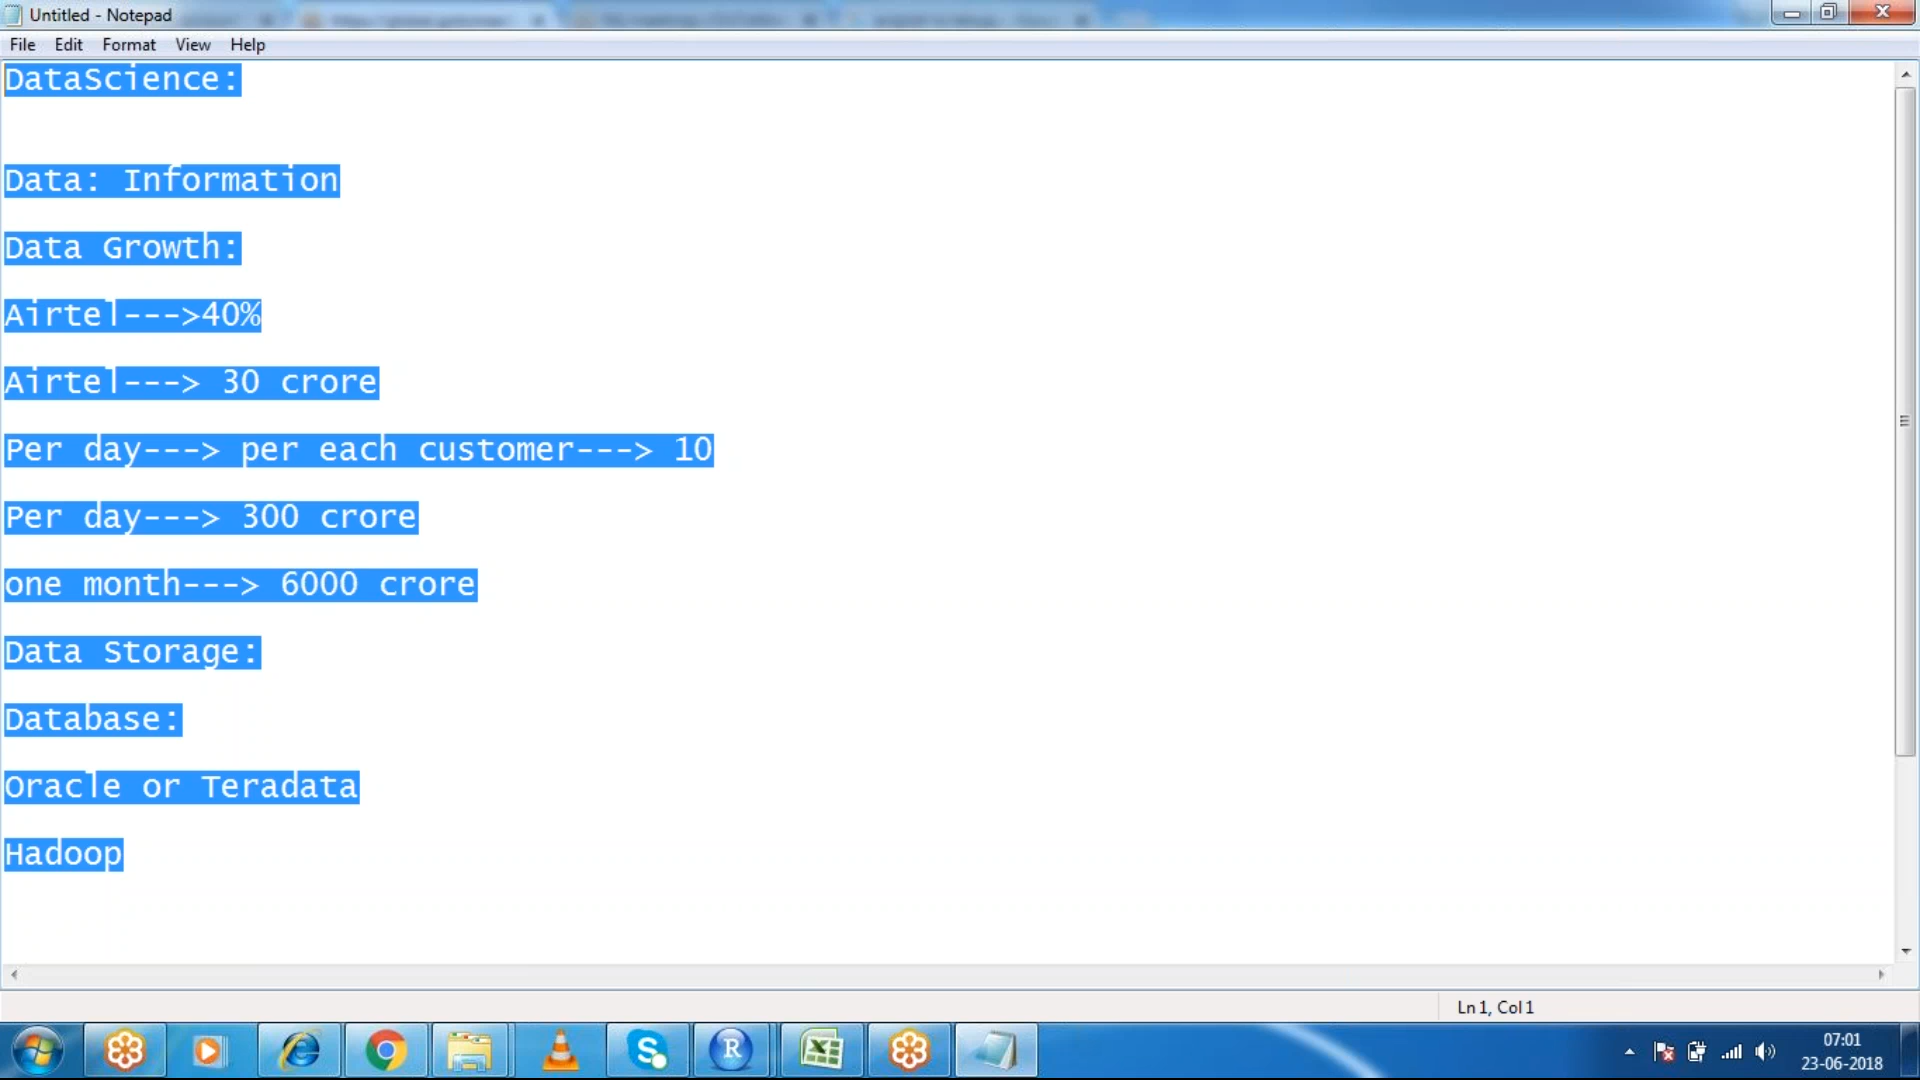 Untitled - Notepad
File Edit Format View Help
DataScience:
Data: Information
Data Growth:
Airtel--->40%
Airtel---> 30 crore
Per day---> per each customer---> 10
Per day---> 300 crore
one month---> 6000 crore
Data Storage:
Database:
Oracle or Teradata
Hadoop
Ln 1, Col 1
07:01
23-06-2018